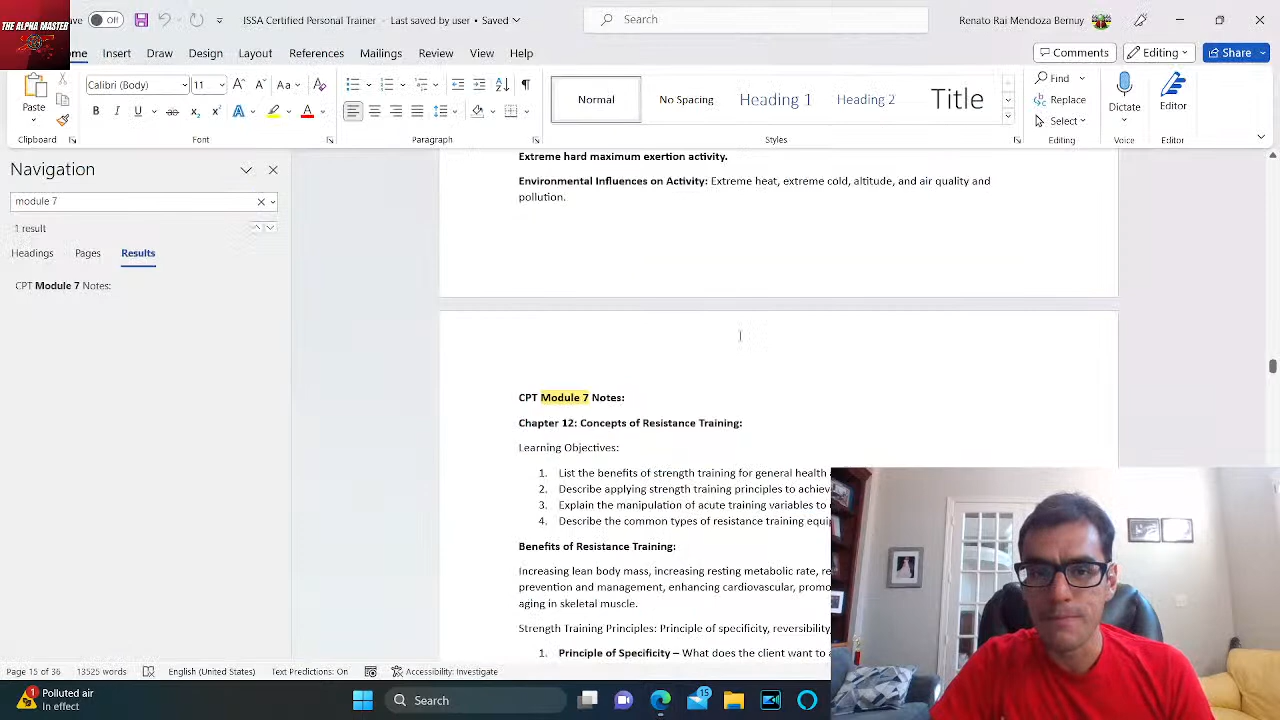 THE ALPHA MASTER
Off
ISSA Certified Personal Trainer - Last saved by user • Saved
Search
Renato Rai Mendoza Bernuy
Insert Draw Design Layout References Mailings Review View Help
Comments
Editing
Share
Paste
Clipboard
Calibri (Body) 11
Font
Paragraph
Normal
No Spacing
Heading 1
Heading 2
Title
Styles
Find
Replace
Select
Editing
Dictate
Voice
Editor
Editor
Navigation
module 7
1 result
Headings Pages Results
CPT Module 7 Notes:
Extreme hard maximum exertion activity.
Environmental Influences on Activity: Extreme heat, extreme cold, altitude, and air quality and
pollution.
CPT Module 7 Notes:
Chapter 12: Concepts of Resistance Training:
Learning Objectives:
1. List the benefits of strength training for general health
2. Describe applying strength training principles to achiev
3. Explain the manipulation of acute training variables to
4. Describe the common types of resistance training equi
Benefits of Resistance Training:
Increasing lean body mass, increasing resting metabolic rate, re
prevention and management, enhancing cardiovascular, promo
aging in skeletal muscle.
Strength Training Principles: Principle of specificity, reversibility,
1. Principle of Specificity – What does the client want to
Page 15 of 36 13525 words English (United States) Text Predictions: On Accessibility: Investigate
1 Polluted air
In effect
Search
15